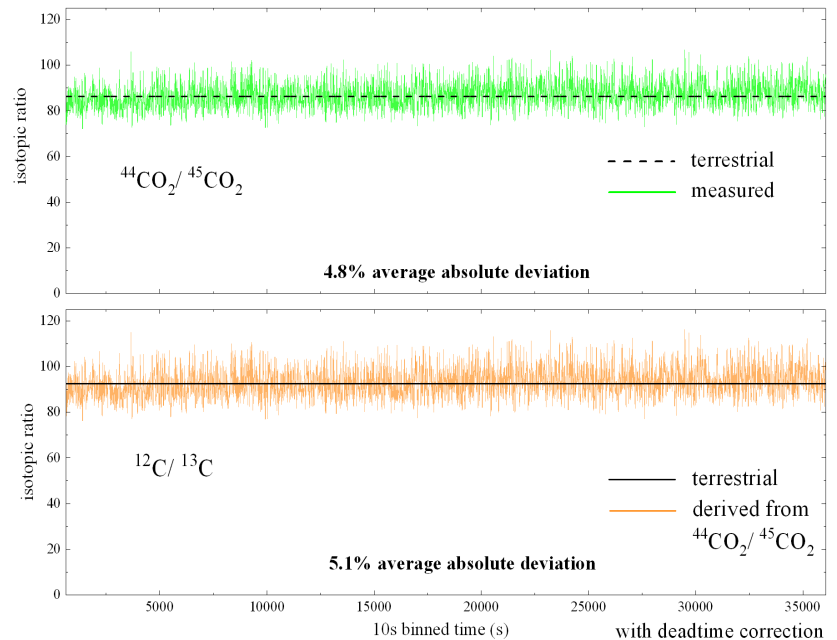 120
100
80
60
40
20
0
isotopic ratio
⁴⁴CO₂/ ⁴⁵CO₂
terrestrial
measured
4.8% average absolute deviation
120
100
80
60
40
20
0
isotopic ratio
¹²C/ ¹³C
terrestrial
derived from
⁴⁴CO₂/ ⁴⁵CO₂
5.1% average absolute deviation
5000 10000 15000 20000 25000 30000 35000
10s binned time (s)
with deadtime correction